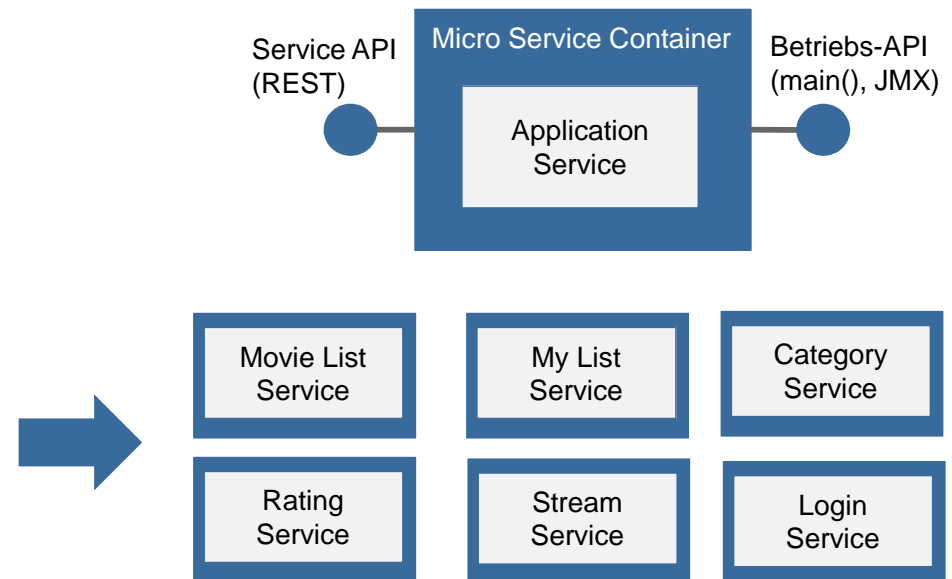 Service API
(REST)
Micro Service Container
Application
Service
Betriebs-API
(main(), JMX)
Movie List
Service
My List
Service
Category
Service
Rating
Service
Stream
Service
Login
Service